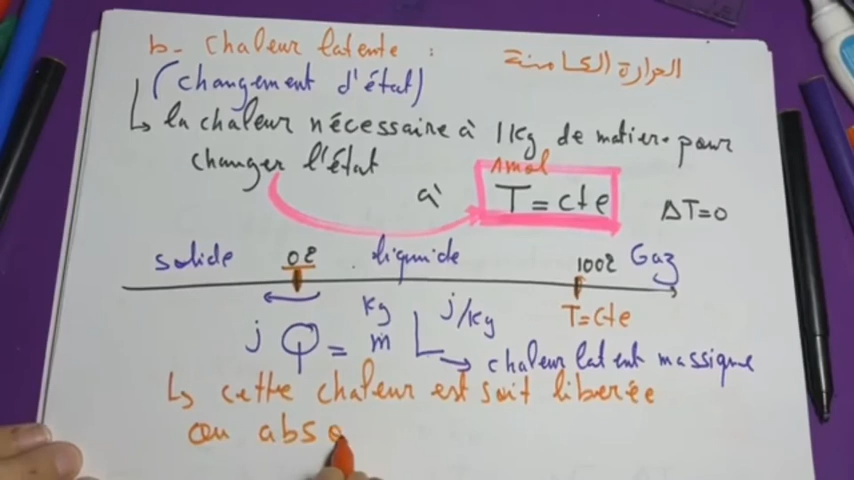 b- Chaleur latente : الحرارة الكامنة
(changement d'état)
↳ la chaleur nécessaire à 1kg de matière pour
changer l'état 1mol
à T = cte ΔT=0
solide 0°C liquide 100°C Gaz
T=cte
j Q = m L j/kg
kg → chaleur latent massique
↳ cette chaleur est soit liberée
ou abso